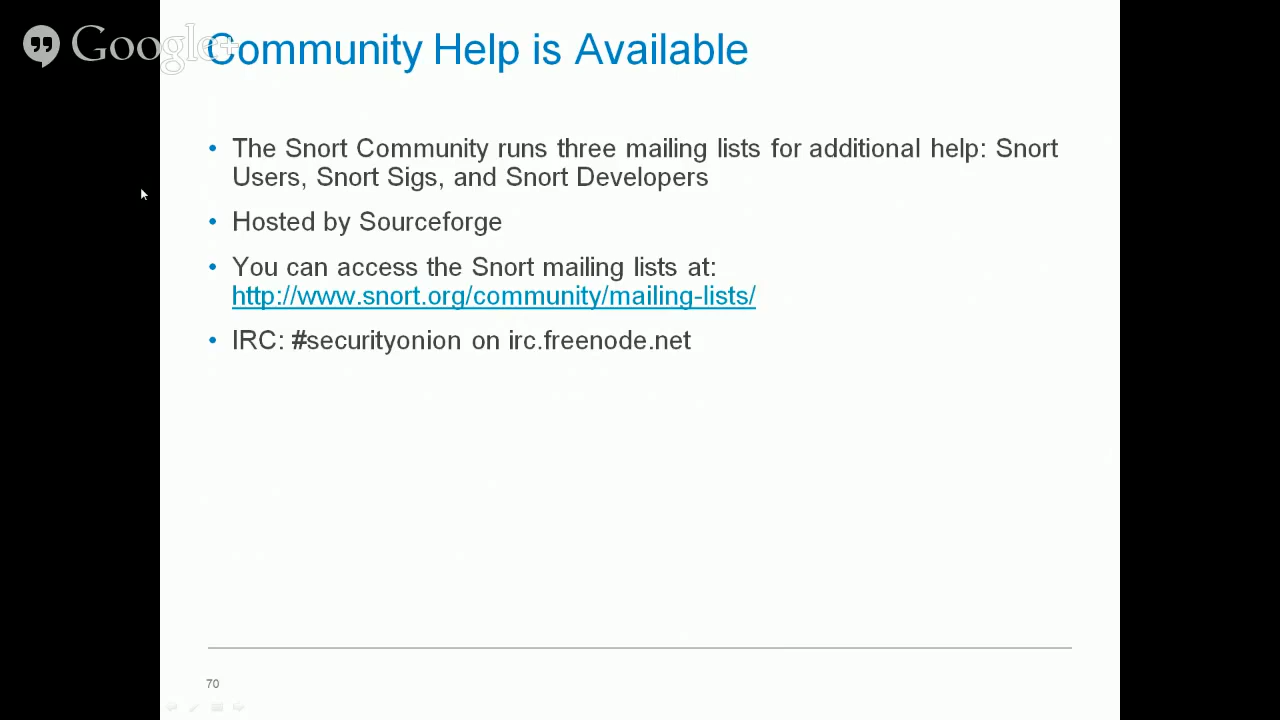 Google+
Community Help is Available
• The Snort Community runs three mailing lists for additional help: Snort
Users, Snort Sigs, and Snort Developers
• Hosted by Sourceforge
• You can access the Snort mailing lists at:
http://www.snort.org/community/mailing-lists/
• IRC: #securityonion on irc.freenode.net
70